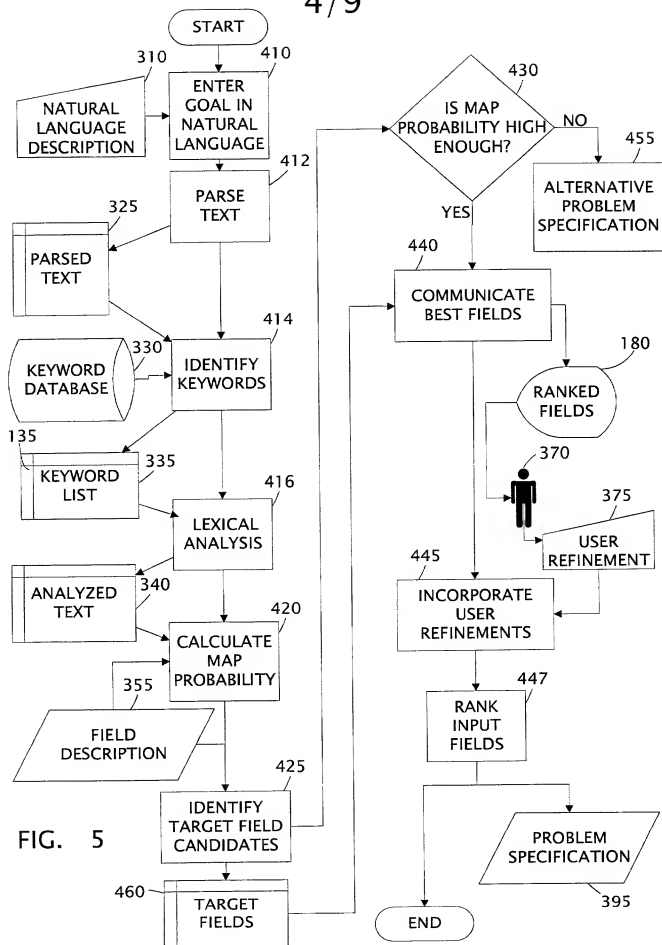 4/9
START
310
410
ENTER
GOAL IN
NATURAL
LANGUAGE
NATURAL
LANGUAGE
DESCRIPTION
412
PARSE
TEXT
325
PARSED
TEXT
414
KEYWORD
DATABASE
330
IDENTIFY
KEYWORDS
135
KEYWORD
LIST
335
416
LEXICAL
ANALYSIS
ANALYZED
TEXT
340
420
CALCULATE
MAP
PROBABILITY
355
FIELD
DESCRIPTION
425
IDENTIFY
TARGET FIELD
CANDIDATES
FIG. 5
460
TARGET
FIELDS
430
IS MAP
PROBABILITY HIGH
ENOUGH?
NO
455
ALTERNATIVE
PROBLEM
SPECIFICATION
YES
440
COMMUNICATE
BEST FIELDS
180
RANKED
FIELDS
370
375
USER
REFINEMENT
445
INCORPORATE
USER
REFINEMENTS
447
RANK
INPUT
FIELDS
PROBLEM
SPECIFICATION
395
END